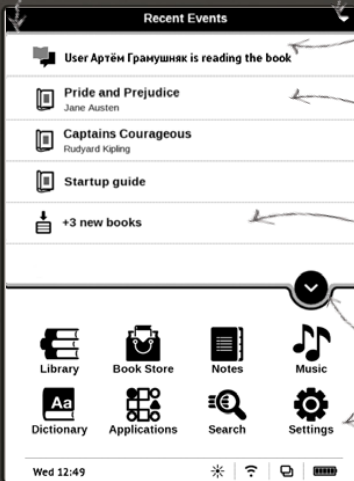 Recent Events
User Артём Грамушняк is reading the book
Pride and Prejudice
Jane Austen
Captains Courageous
Rudyard Kipling
Startup guide
+3 new books
Library Book Store Notes Music
Aa
Dictionary Applications Search Settings
Wed 12:49